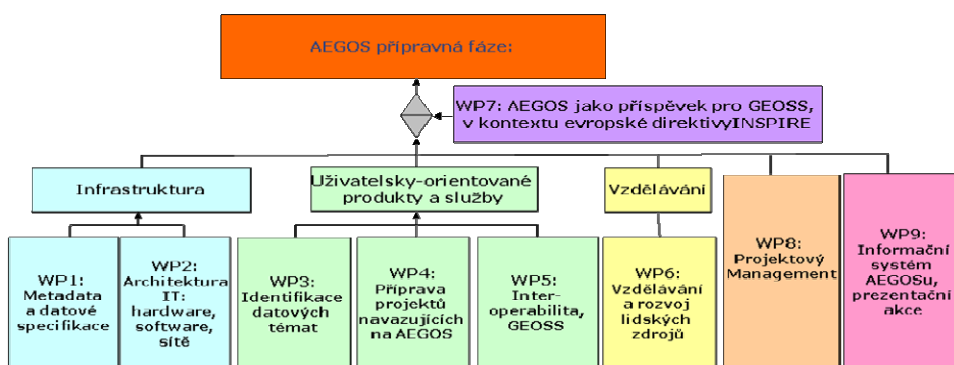 AEGOS přípravná fáze:
WP7: AEGOS jako příspěvek pro GEOSS,
v kontextu evropské direktivyINSPIRE
Infrastruktura
Uživatelsky-orientované
produkty a služby
Vzdělávání
WP1:
Metadata
a datové
specifikace
WP2:
Architektura
IT:
hardware,
software,
sítě
WP3:
Identifikace
datových
témat
WP4:
Příprava
projektů
navazujících
na AEGOS
WP5:
Inter-
operabilita,
GEOSS
WP6:
Vzdělávání
a rozvoj
lidských
zdrojů
WP8:
Projektový
Management
WP9:
Informační
systém
AEGOSu,
prezentační
akce